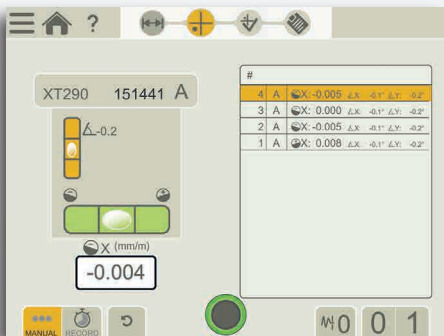 ?
#
XT290 151441 A
∠-0.2
4 A X:-0.005 ∠X: -0.1° ∠Y: -0.2°
3 A X: 0.000 ∠X: -0.1° ∠Y: -0.2°
2 A X:-0.005 ∠X: -0.1° ∠Y: -0.2°
1 A X: 0.008 ∠X: -0.1° ∠Y: -0.2°
X (mm/m)
-0.004
MANUAL RECORD
0 0 1